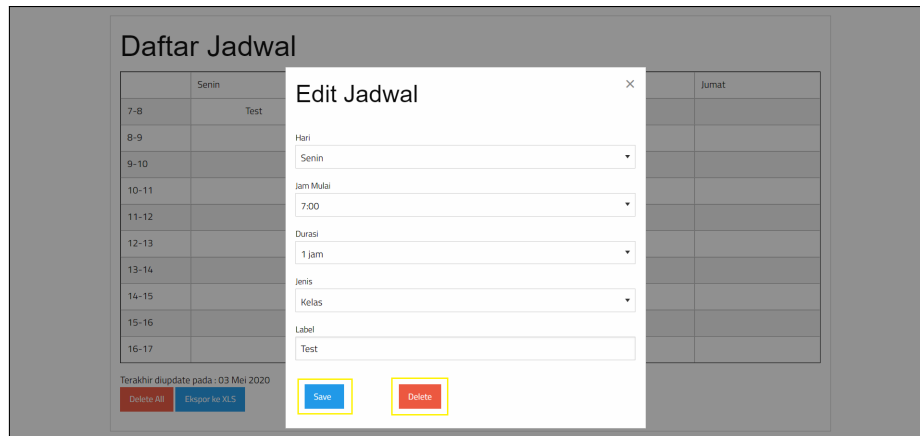 Daftar Jadwal
Senin Jumat
7-8 Test
8-9
9-10
10-11
11-12
12-13
13-14
14-15
15-16
16-17
Terakhir diupdate pada : 03 Mei 2020
Delete All Ekspor ke XLS
Edit Jadwal ×
Hari
Senin
Jam Mulai
7:00
Durasi
1 jam
Jenis
Kelas
Label
Test
Save Delete